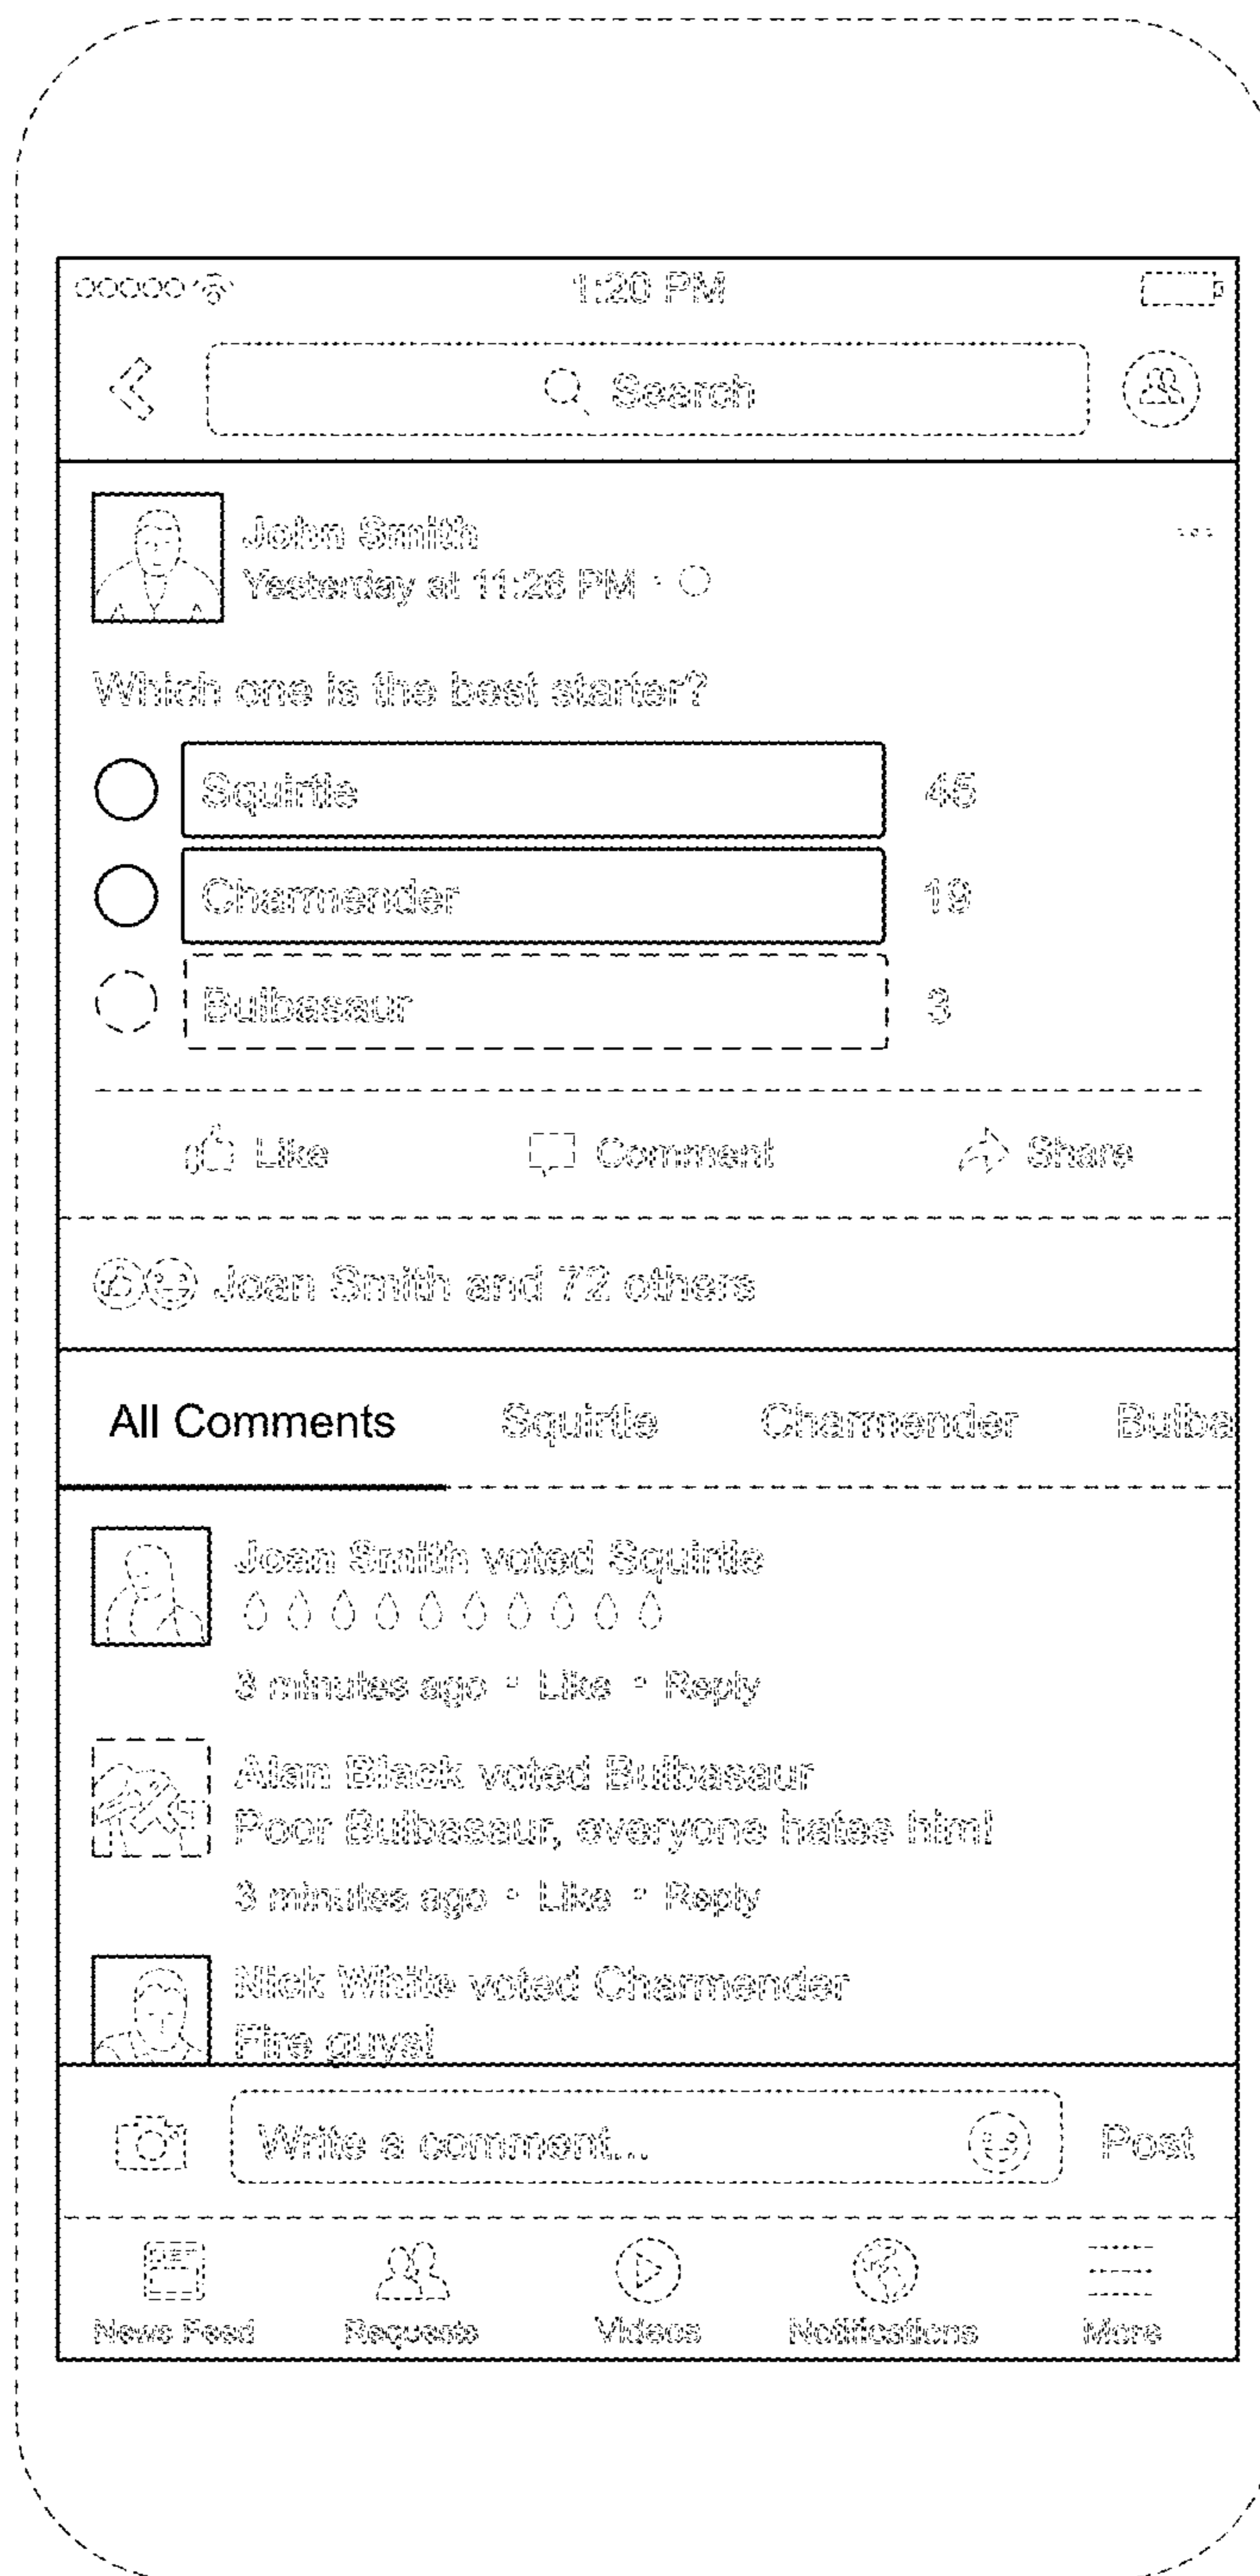 1:20 PM
Search
John Smith
Yesterday at 11:26 PM ·
Which one is the best starter?
Squirtle 45
Charmender 19
Bulbasaur 3
Like Comment Share
Joan Smith and 72 others
All Comments Squirtle Charmender Bulba
Joan Smith voted Squirtle
3 minutes ago · Like · Reply
Alan Black voted Bulbasaur
Poor Bulbasaur, everyone hates him!
3 minutes ago · Like · Reply
Nick White voted Charmender
Fire guys!
Write a comment... Post
News Feed Requests Videos Notifications More